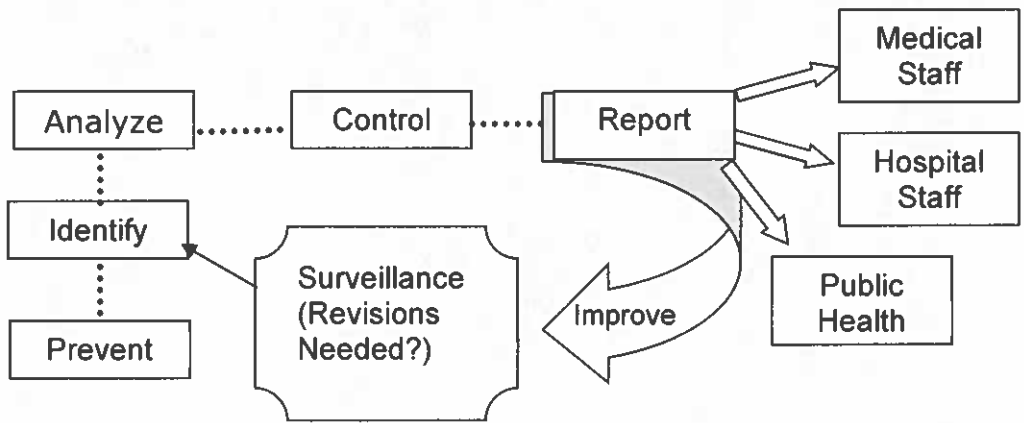 Medical
Staff
Analyze
Control
Report
Hospital
Staff
Identify
Surveillance
(Revisions
Needed?)
Improve
Public
Health
Prevent